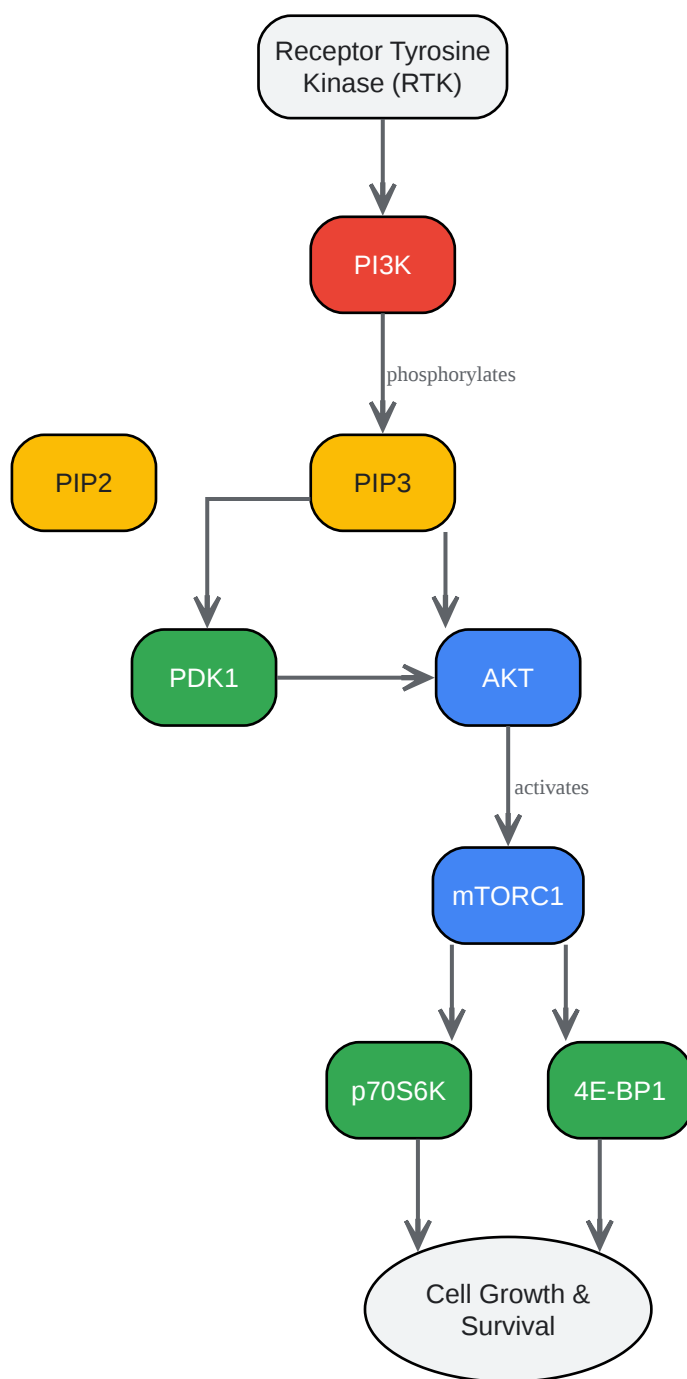 Receptor Tyrosine
Kinase (RTK)
PI3K
phosphorylates
PIP2
PIP3
PDK1
AKT
activates
mTORC1
p70S6K
4E-BP1
Cell Growth &
Survival